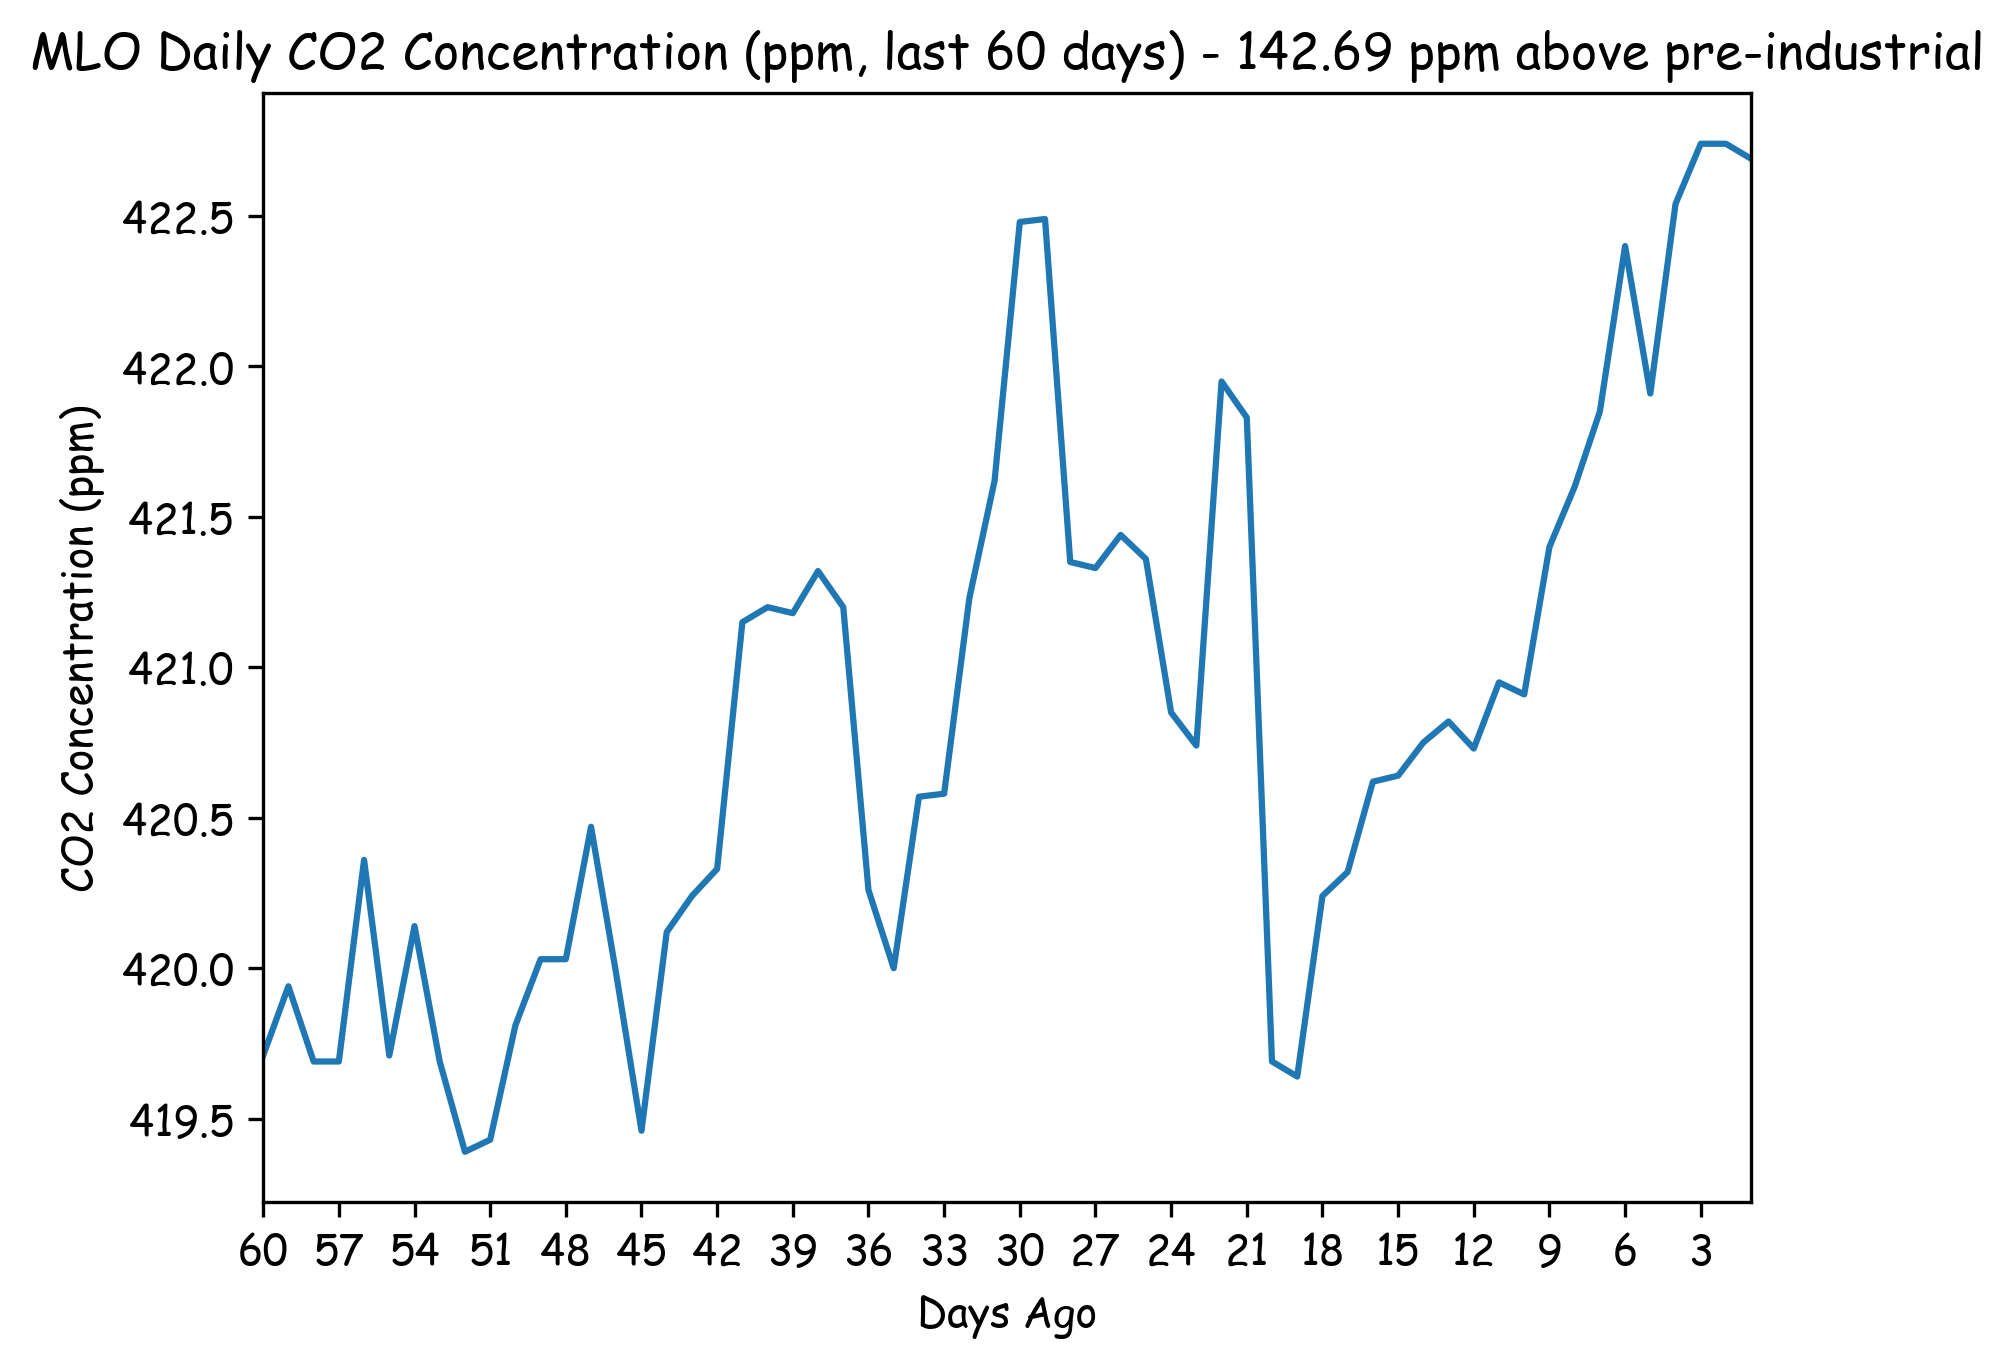 MLO Daily CO2 Concentration (ppm, last 60 days) - 142.69 ppm above pre-industrial
CO2 Concentration (ppm)
422.5
422.0
421.5
421.0
420.5
420.0
419.5
60 57 54 51 48 45 42 39 36 33 30 27 24 21 18 15 12 9 6 3
Days Ago